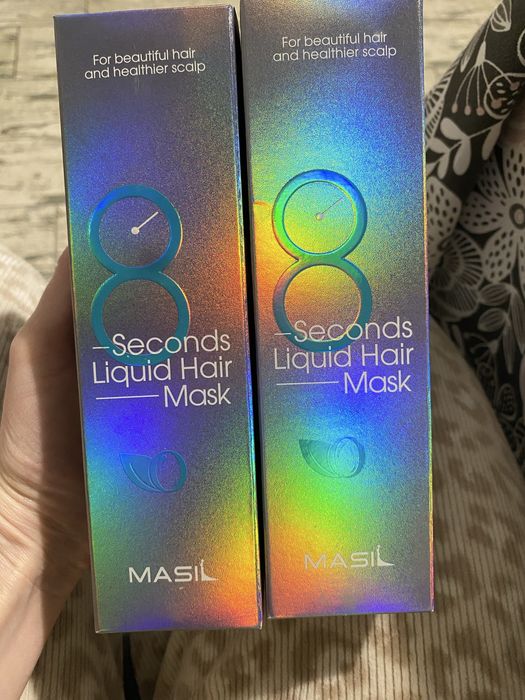 For beautiful hair
and healthier scalp
8
Seconds
Liquid Hair
Mask
MASIL
For beautiful hair
and healthier scalp
8
Seconds
Liquid Hair
Mask
MASIL